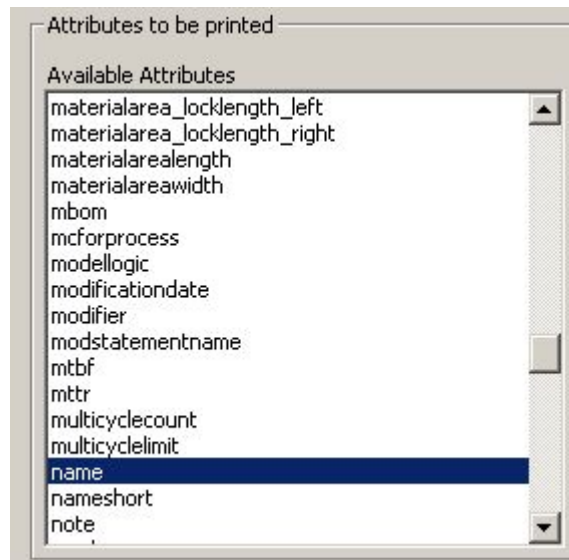 Attributes to be printed
Available Attributes
materialarea_locklength_left
materialarea_locklength_right
materialarealength
materialareawidth
mbom
mcforprocess
modellogic
modificationdate
modifier
modstatementname
mtbf
mttr
multicyclecount
multicyclelimit
name
nameshort
note